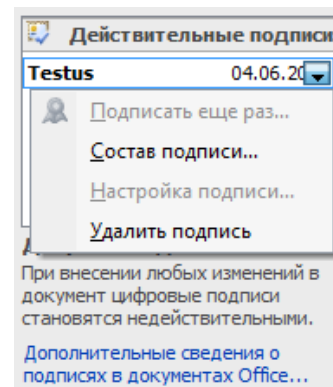 Действительные подписи
Testus 04.06.20
Подписать еще раз...
Состав подписи...
Настройка подписи...
Удалить подпись
При внесении любых изменений в
документ цифровые подписи
становятся недействительными.
Дополнительные сведения о
подписях в документах Office...